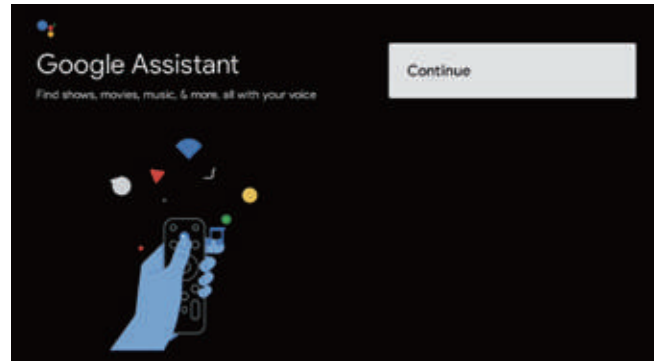 Google Assistant
Find shows, movies, music, & more, all with your voice
Continue